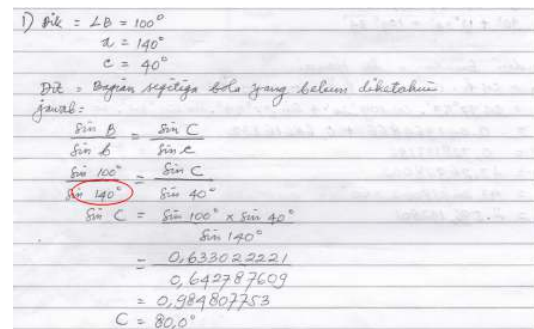 1) Dik : ∠B = 100°
a = 140°
c = 40°
Dit : Bagian segitiga bola yang belum diketahui
jawab :
Sin B / Sin b = Sin C / Sin c
Sin 100° / Sin 140° = Sin C / Sin 40°
Sin C = Sin 100° x Sin 40° / Sin 140°
= 0,633022221 / 0,642787609
= 0,984807753
C = 80,0°